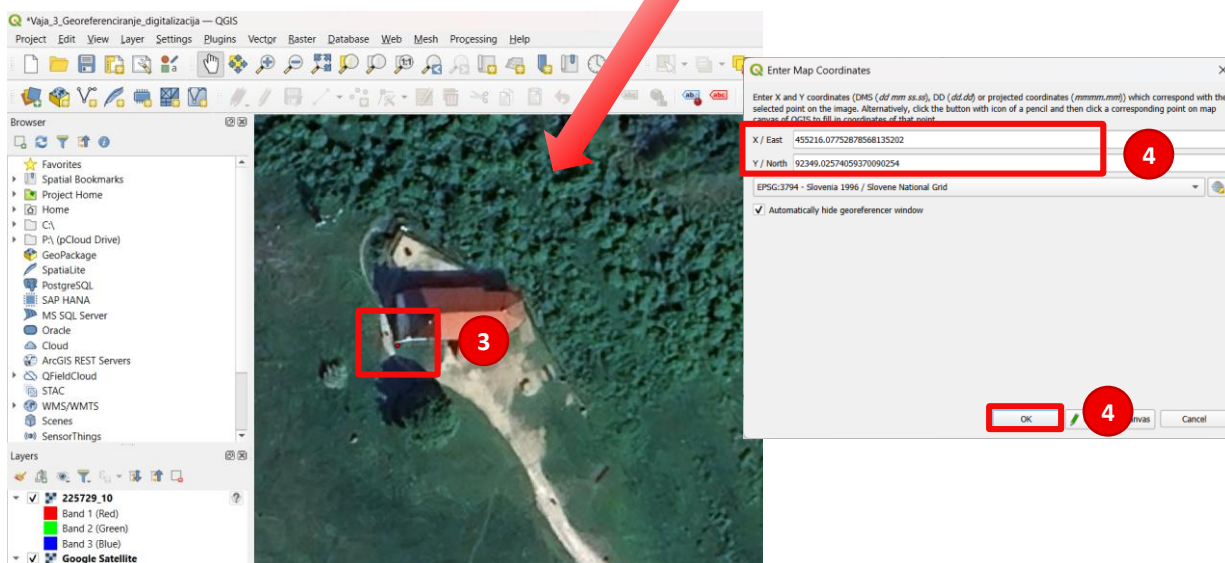 *Vaja_3_Georeferenciranje_digitalizacija — QGIS
Project Edit View Layer Settings Plugins Vector Raster Database Web Mesh Processing Help
Browser
Favorites
Spatial Bookmarks
Project Home
Home
C:\
P:\ (pCloud Drive)
GeoPackage
SpatiaLite
PostgreSQL
SAP HANA
MS SQL Server
Oracle
Cloud
ArcGIS REST Servers
QFieldCloud
STAC
WMS/WMTS
Scenes
SensorThings
Layers
225729_10
Band 1 (Red)
Band 2 (Green)
Band 3 (Blue)
Google Satellite
3
Enter Map Coordinates
Enter X and Y coordinates (DMS (dd mm ss.ss), DD (dd.dd) or projected coordinates (mmmm.mm)) which correspond with the
selected point on the image. Alternatively, click the button with icon of a pencil and then click a corresponding point on map
canvas of QGIS to fill in coordinates of that point.
X / East 455216.07752878568135202
Y / North 92349.02574059370090254
4
EPSG:3794 - Slovenia 1996 / Slovene National Grid
Automatically hide georeferencer window
OK
4
Cancel